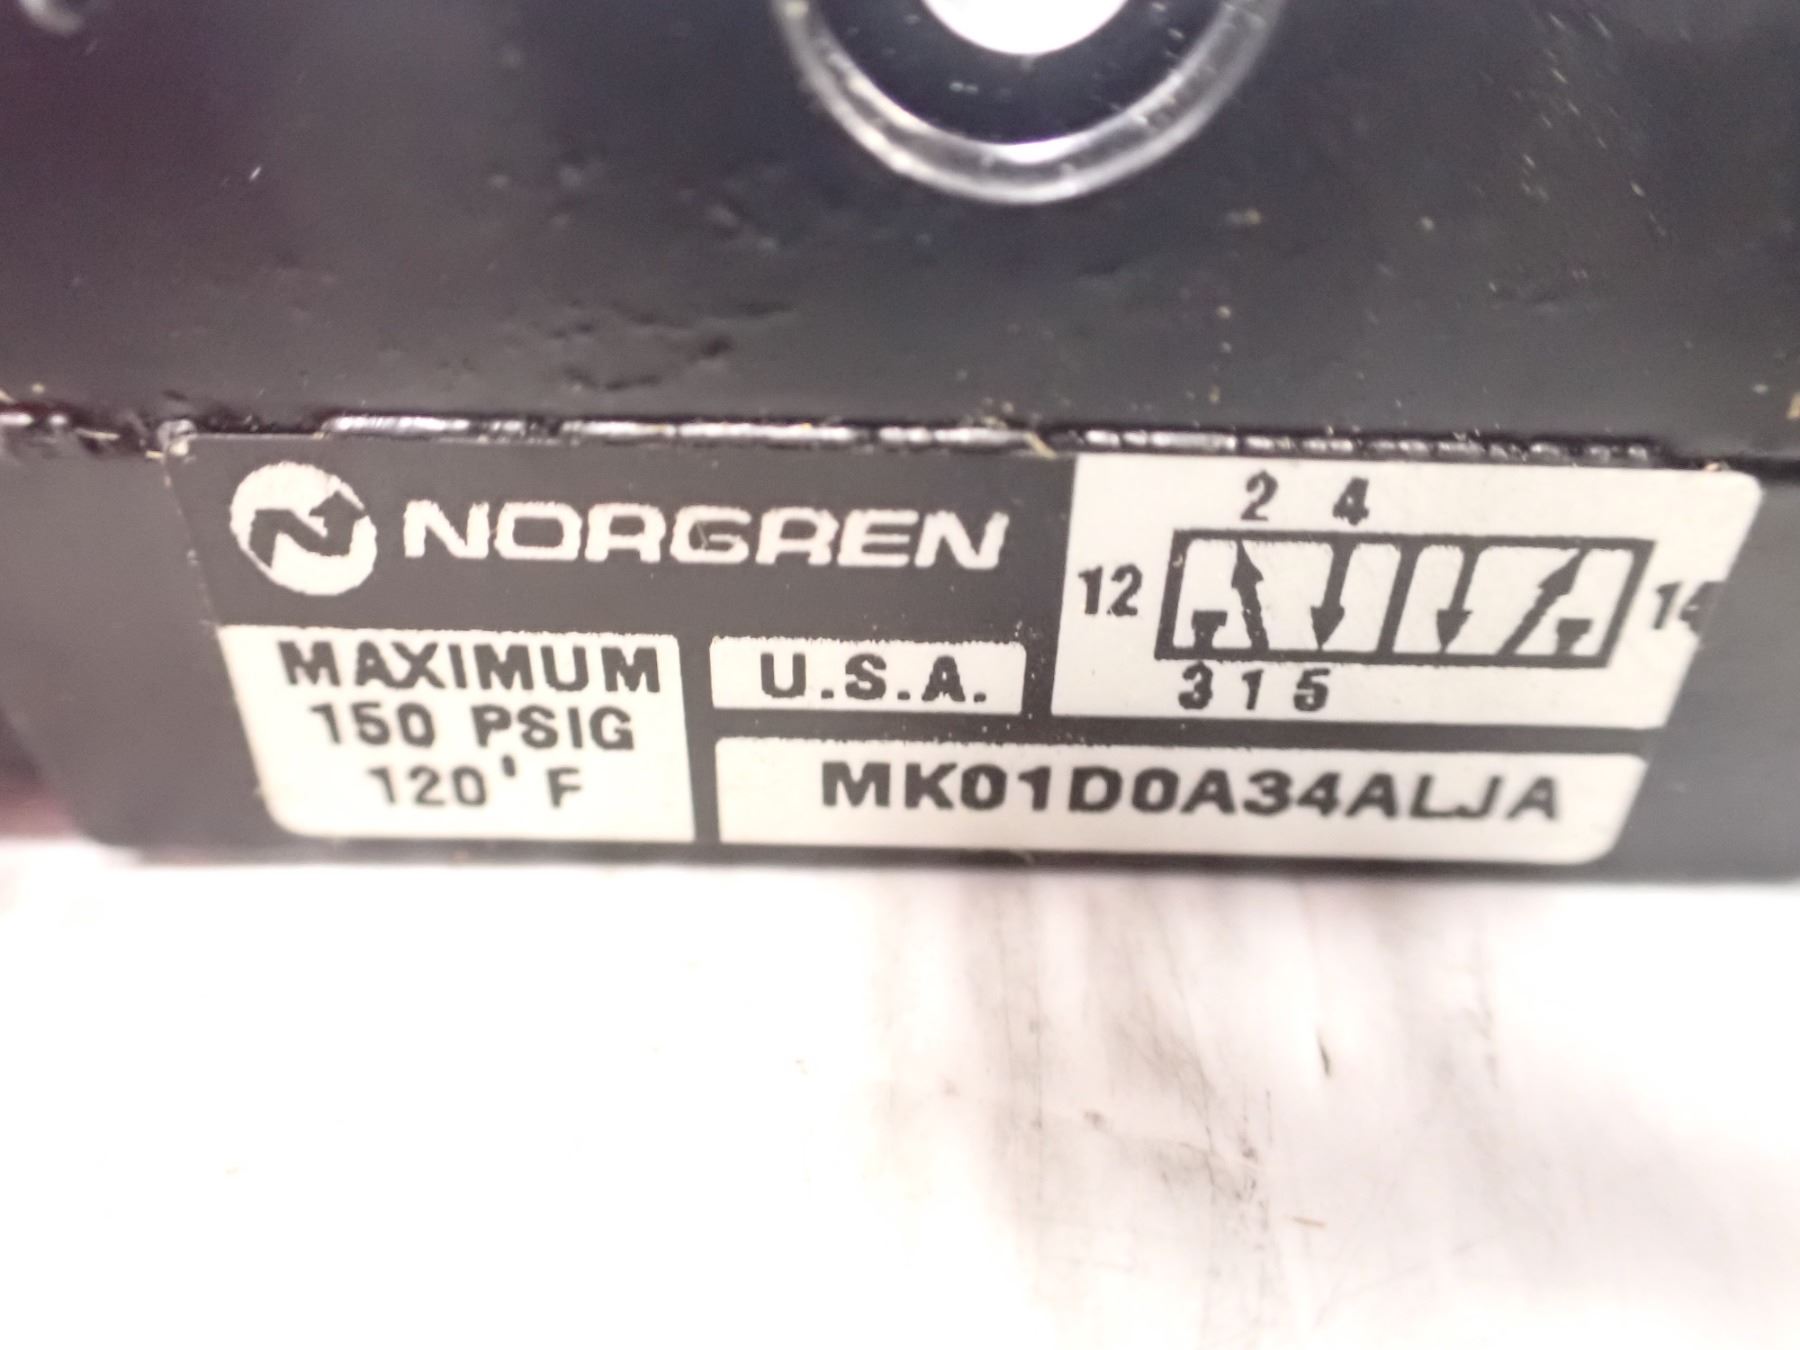 NORGREN
MAXIMUM
150 PSIG
120' F
U.S.A.
2 4
12 14
3 1 5
MK01D0A34ALJA